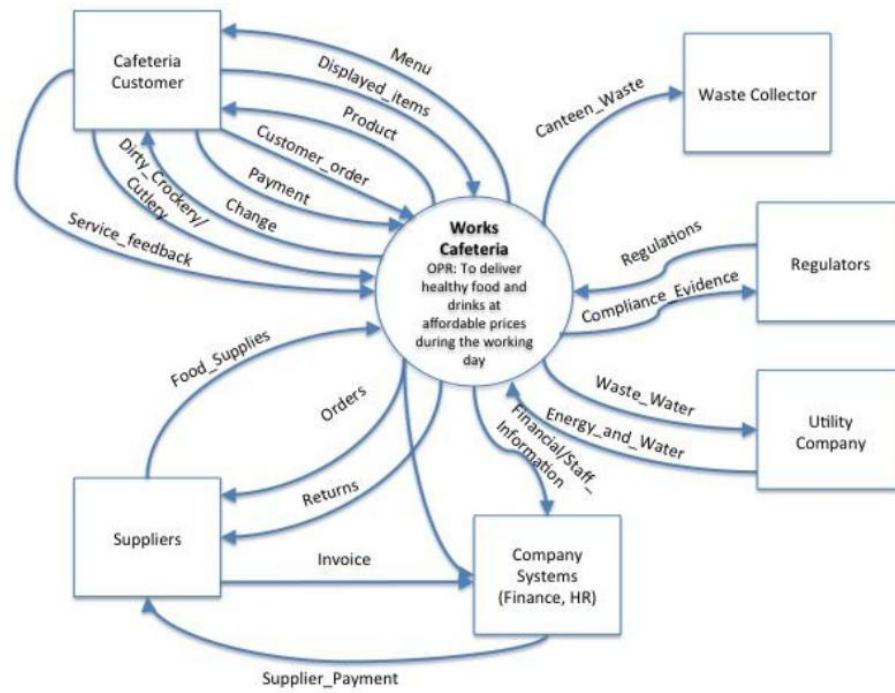 Cafeteria
Customer
Menu
Displayed_items
Product
Customer_order
Payment
Dirty_Crockery/
Cutlery
Change
Service_feedback
Canteen_Waste
Waste Collector
Works
Cafeteria
OPR: To deliver
healthy food and
drinks at
affordable prices
during the working
day
Regulations
Compliance_Evidence
Regulators
Food_Supplies
Orders
Returns
Financial/Staff_
Information
Waste_Water
Energy_and_Water
Utility
Company
Suppliers
Invoice
Company
Systems
(Finance, HR)
Supplier_Payment